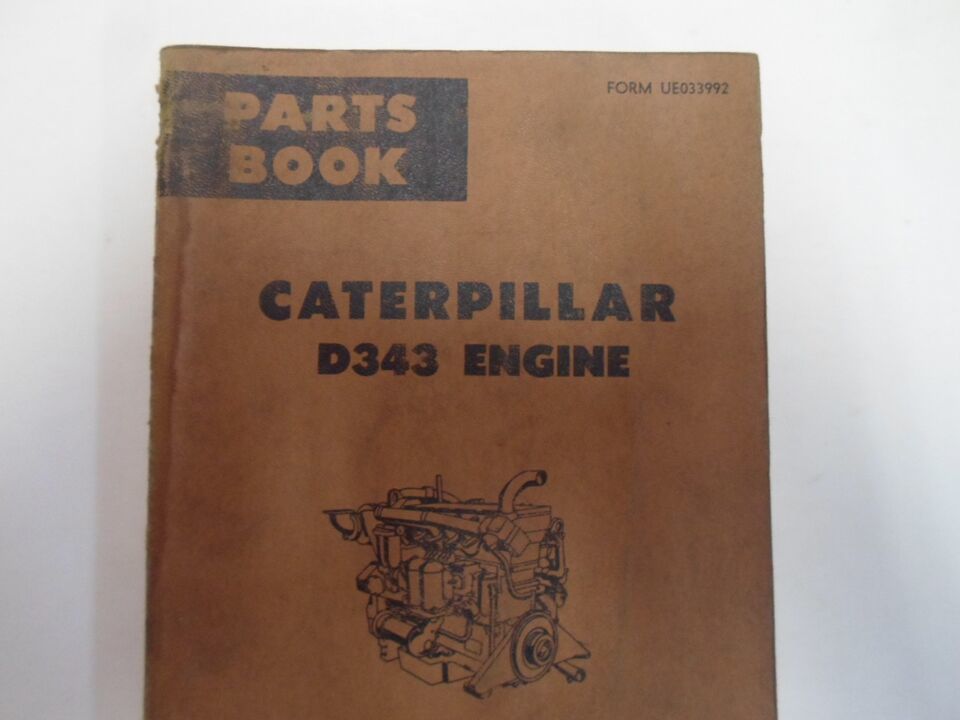 PARTS
BOOK
FORM UE033992
CATERPILLAR
D343 ENGINE